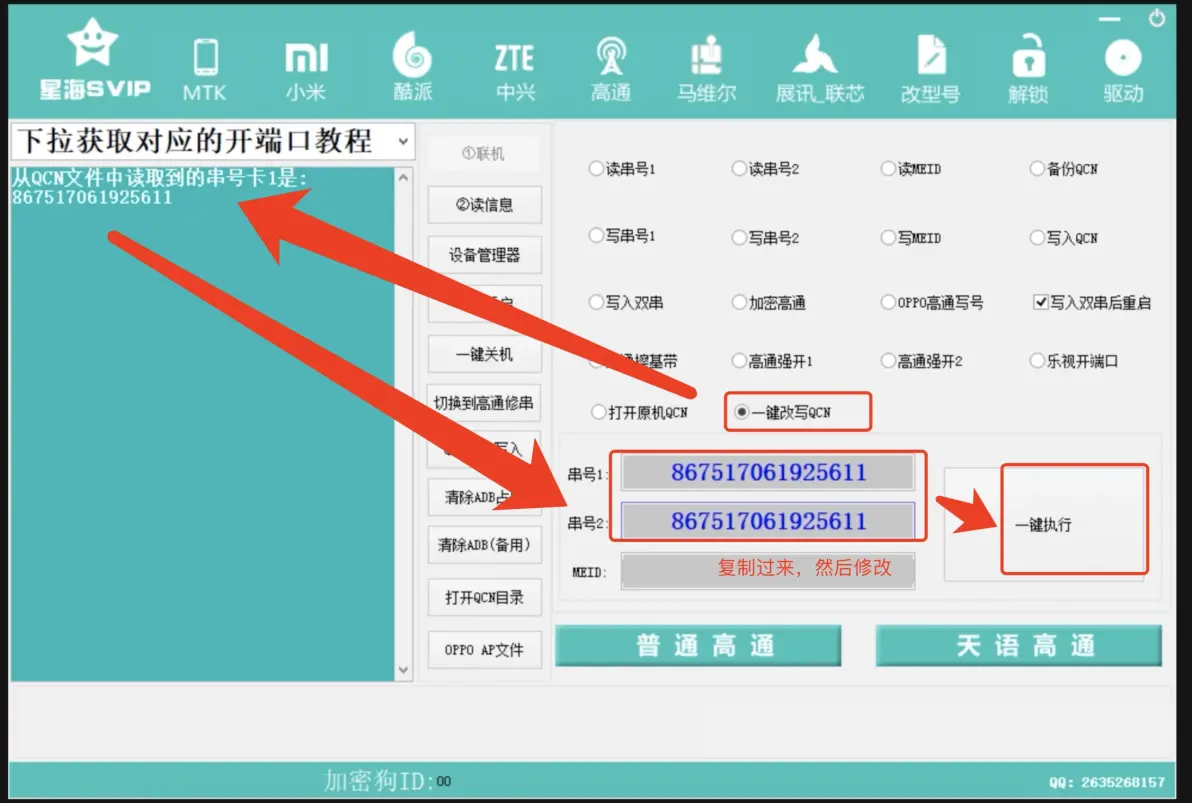 星海SVIP
MTK
小米
酷派
ZTE
中兴
高通
马维尔
展讯_联芯
改型号
解锁
驱动
下拉获取对应的开端口教程
从QCN文件中读取到的串号卡1是:
867517061925611
①联机
②读信息
设备管理器
一键关机
切换到高通修串
写入
清除ADB占
清除ADB(备用)
打开QCN目录
OPPO AP文件
读串号1
读串号2
读MEID
备份QCN
写串号1
写串号2
写MEID
写入QCN
写入双串
加密高通
OPPO高通写号
写入双串后重启
擦基带
高通强开1
高通强开2
乐视开端口
打开原机QCN
一键改写QCN
串号1:
867517061925611
串号2:
867517061925611
MEID:
复制过来，然后修改
一键执行
普通高通
天语高通
加密狗ID:00
QQ: 2635268157